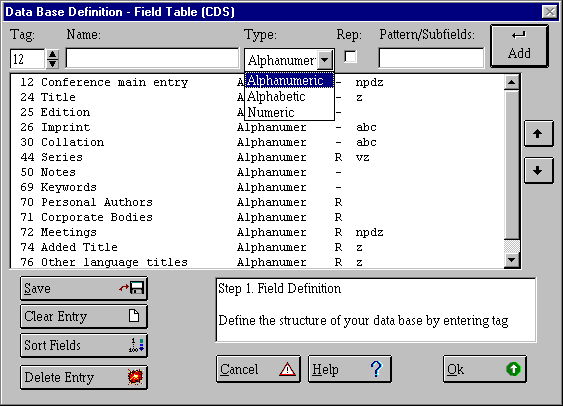 Data Base Definition - Field Table (CDS)
Tag: Name: Type: Rep: Pattern/Subfields:
12 Alphanumeri Add
Alphanumeric
Alphabetic
Numeric
12 Conference main entry A - npdz
24 Title A - z
25 Edition A -
26 Imprint Alphanumer - abc
30 Collation Alphanumer - abc
44 Series Alphanumer R vz
50 Notes Alphanumer -
69 Keywords Alphanumer -
70 Personal Authors Alphanumer R
71 Corporate Bodies Alphanumer R
72 Meetings Alphanumer R npdz
74 Added Title Alphanumer R z
76 Other language titles Alphanumer R z
Save
Clear Entry
Sort Fields
Delete Entry
Step 1. Field Definition
Define the structure of your data base by entering tag
Cancel Help ? Ok